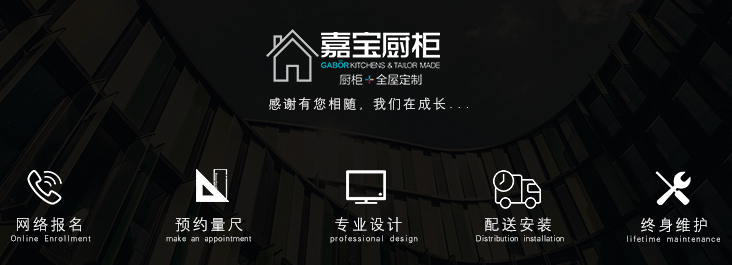 嘉宝厨柜
GABÖR KITCHENS & TAILOR MADE
厨柜+全屋定制
感谢有您相随，我们在成长...
网络报名
Online Enrollment
预约量尺
make an appointment
专业设计
professional design
配送安装
Distribution installation
终身维护
lifetime maintenance